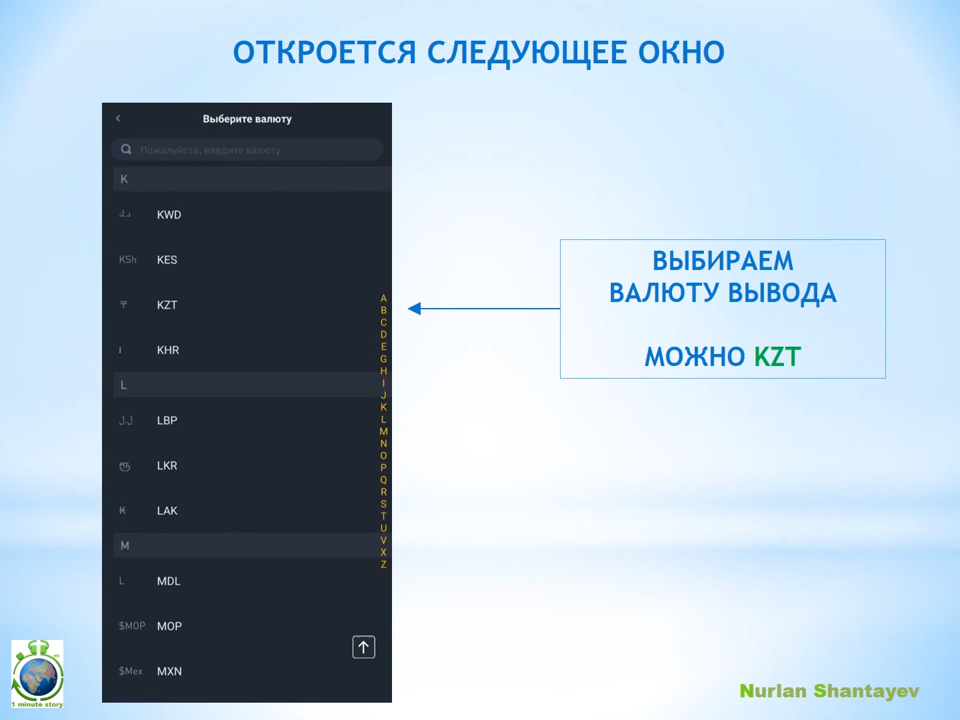 ОТКРОЕТСЯ СЛЕДУЮЩЕЕ ОКНО
Выберите валюту
Пожалуйста, введите валюту
K
KWD
KSh KES
₸ KZT
KHR
L
LBP
LKR
₭ LAK
M
L MDL
$MOP MOP
$Mex MXN
A
B
C
D
E
G
H
I
J
K
L
M
N
O
P
Q
R
S
T
U
V
X
Z
ВЫБИРАЕМ
ВАЛЮТУ ВЫВОДА
МОЖНО KZT
1 minute story
Nurlan Shantayev